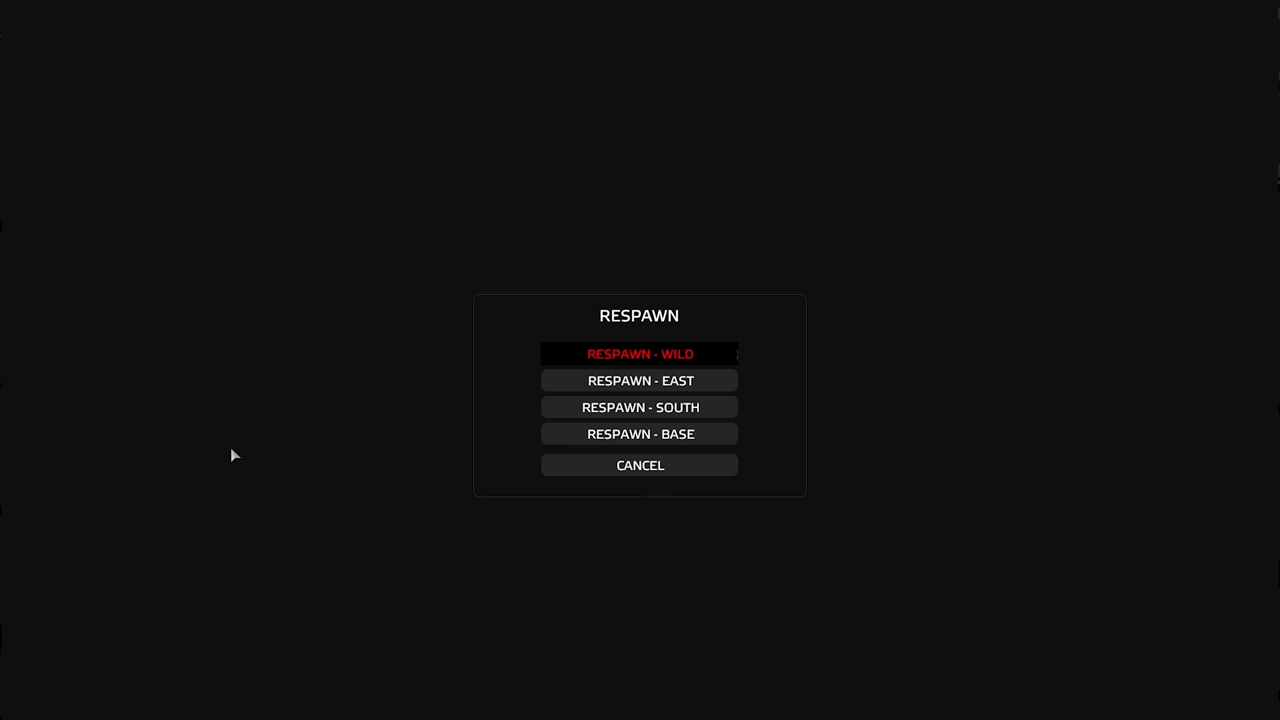 RESPAWN
RESPAWN - WILD
RESPAWN - EAST
RESPAWN - SOUTH
RESPAWN - BASE
CANCEL